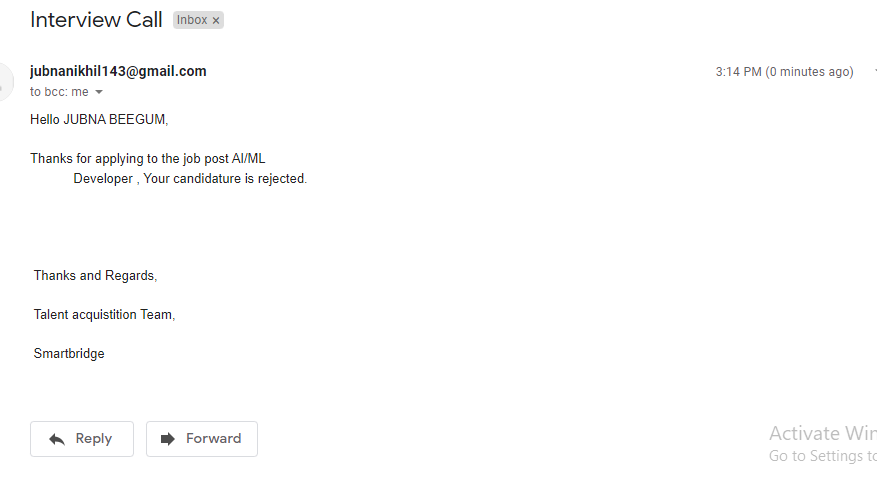 Interview Call Inbox ×
jubnanikhil143@gmail.com 3:14 PM (0 minutes ago)
to bcc: me
Hello JUBNA BEEGUM,
Thanks for applying to the job post AI/ML
Developer , Your candidature is rejected.
Thanks and Regards,
Talent acquistition Team,
Smartbridge
Reply Forward
Activate Win
Go to Settings to